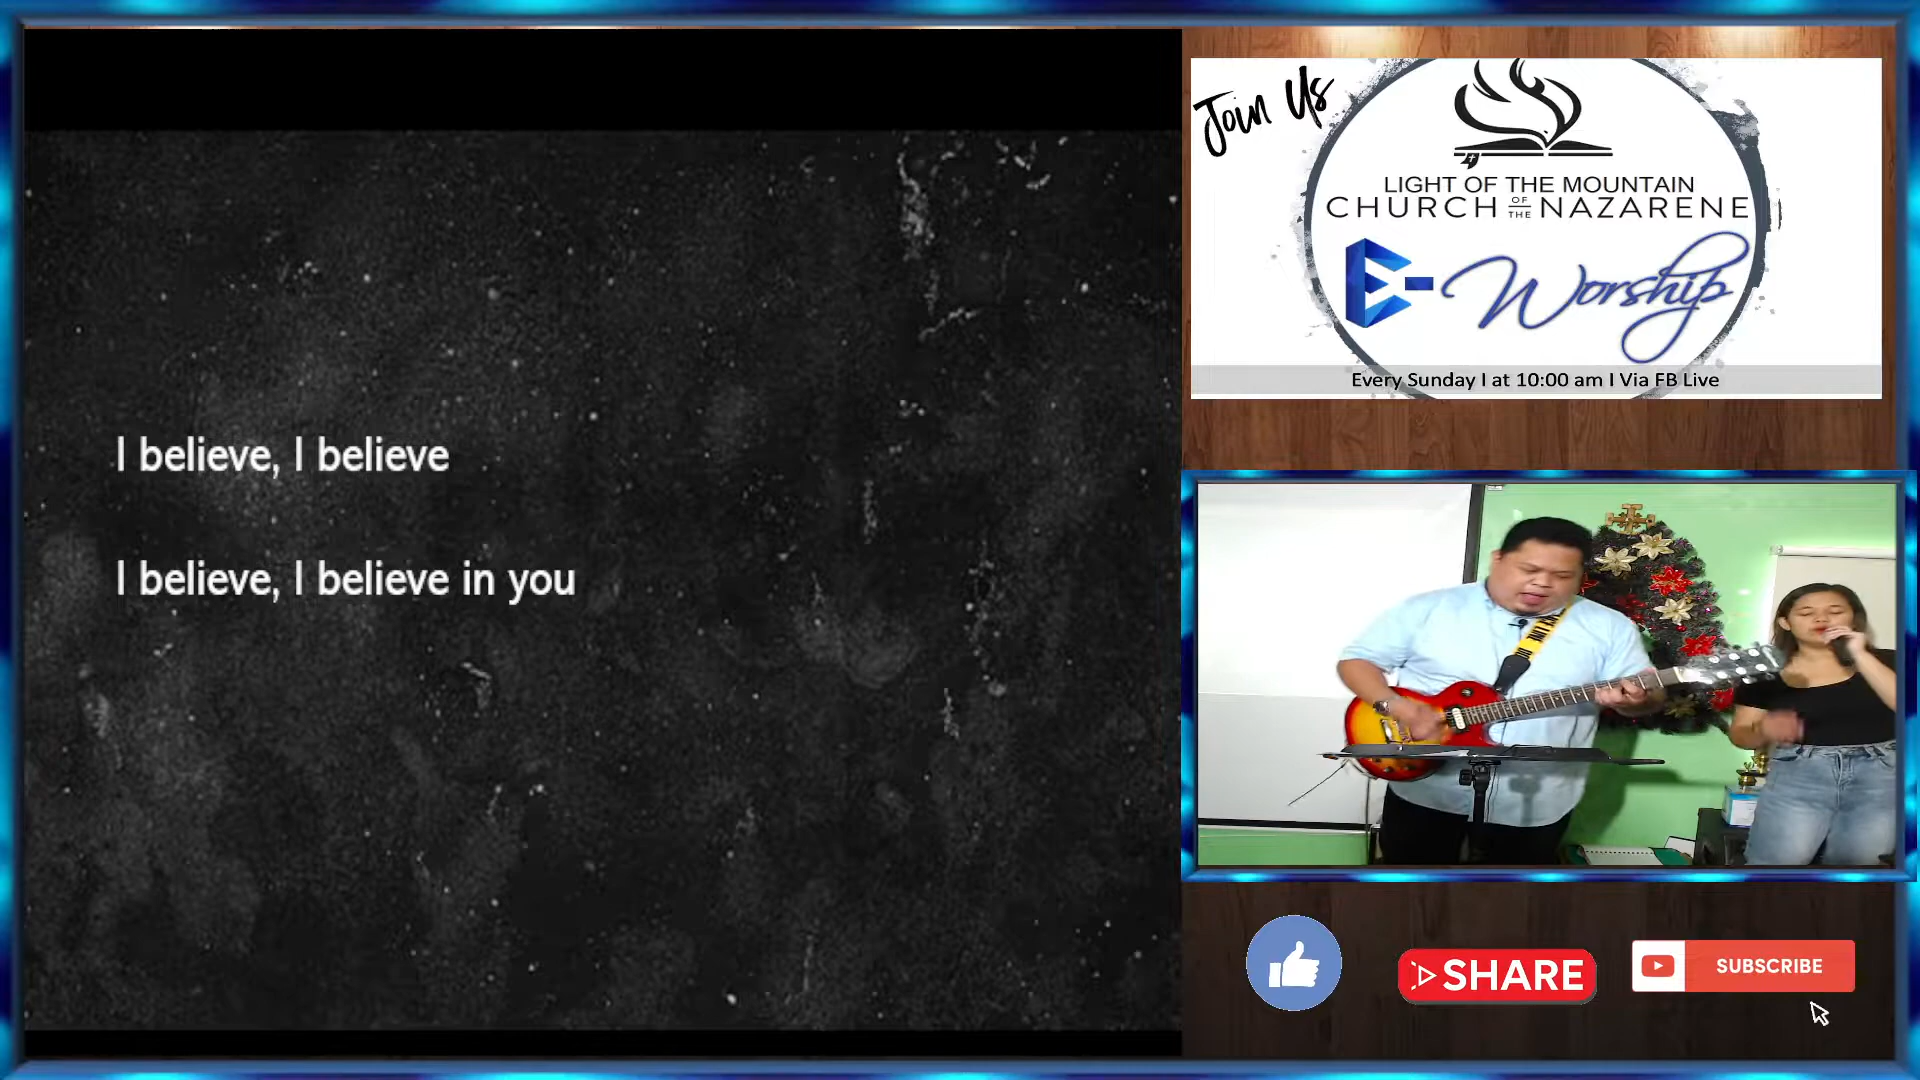 I believe, I believe
I believe, I believe in you
Join Us
LIGHT OF THE MOUNTAIN
CHURCH OF THE NAZARENE
E-Worship
Every Sunday I at 10:00 am I Via FB Live
SHARE
SUBSCRIBE